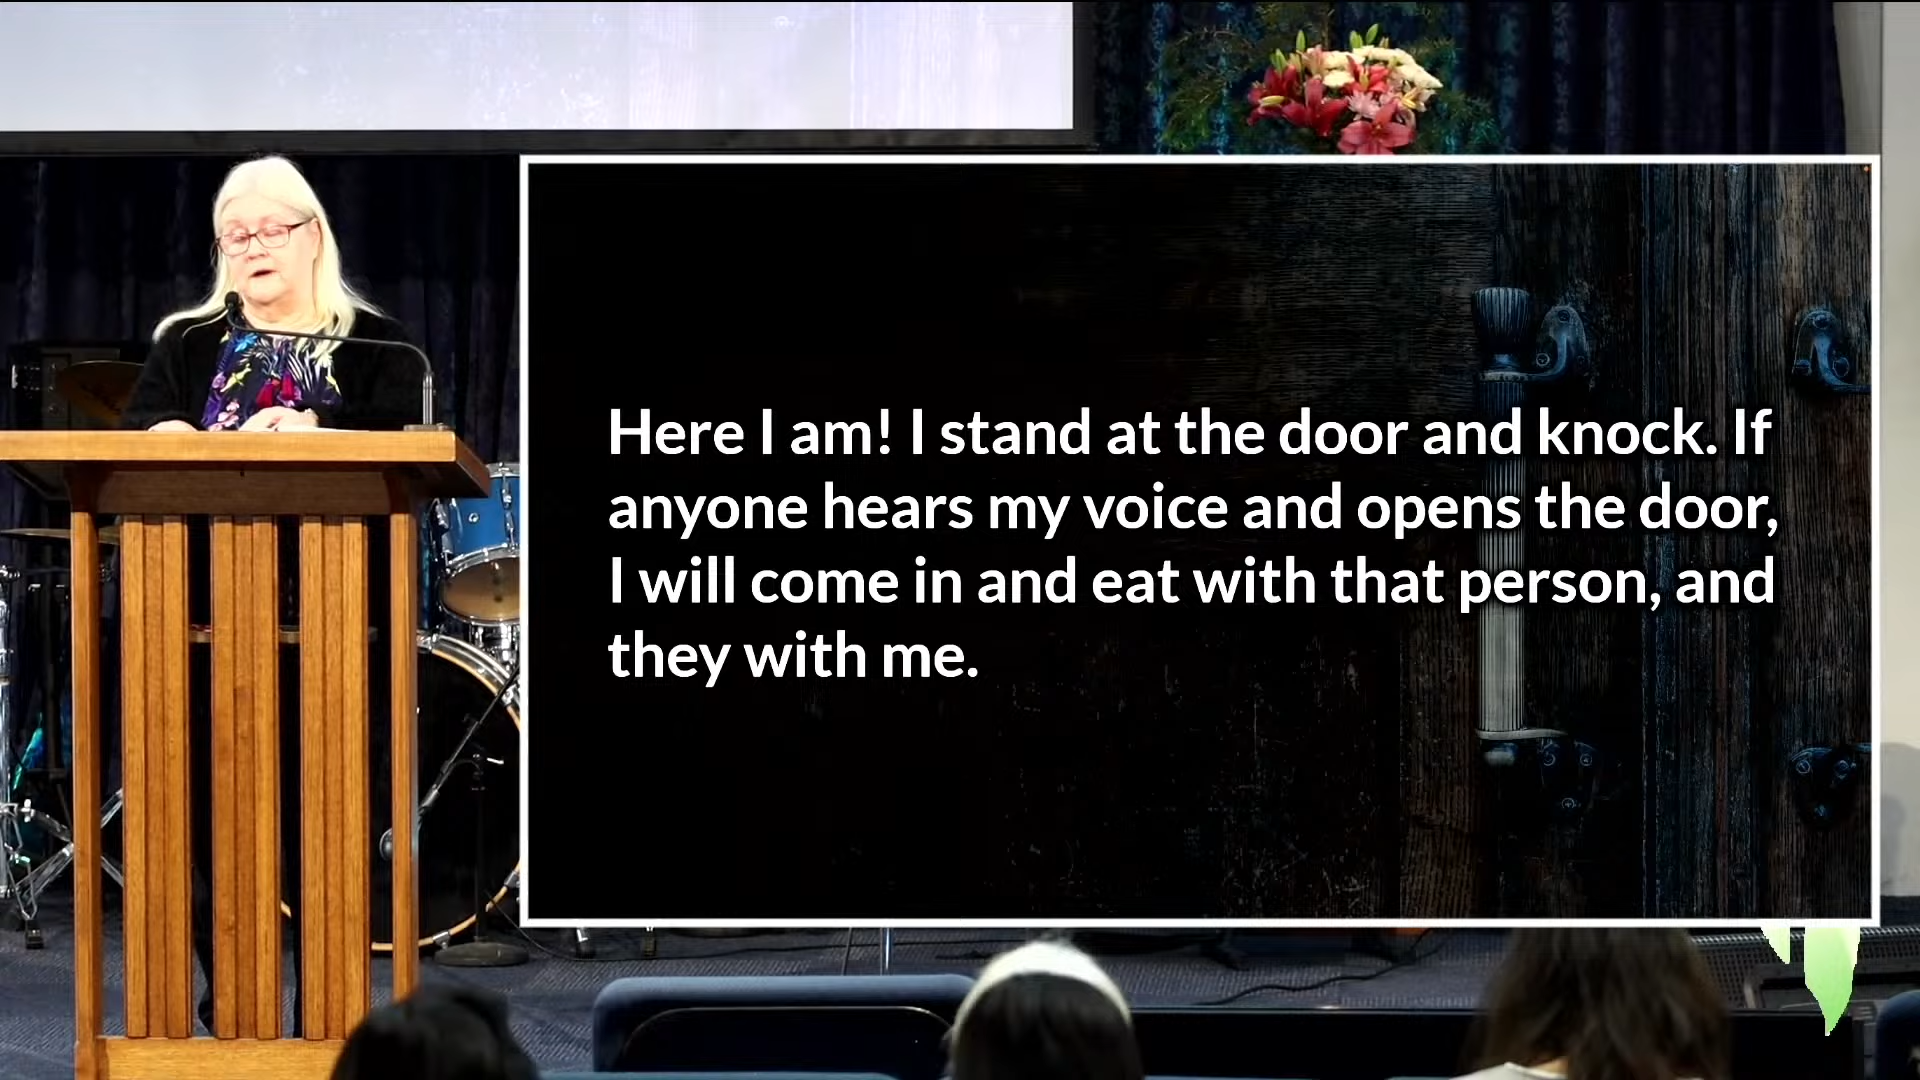 Here I am! I stand at the door and knock. If
anyone hears my voice and opens the door,
I will come in and eat with that person, and
they with me.